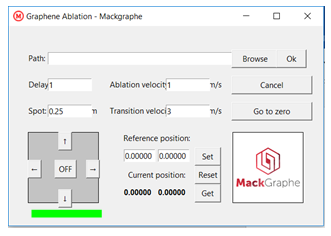 Graphene Ablation - Mackgraphe
Path: Browse Ok
Delay 1 Ablation velocity 1 m/s Cancel
Spot: 0.25 m Transition veloci 3 m/s Go to zero
↑
← OFF →
↓
Reference position:
0.00000 0.00000 Set
Current position: Reset
0.00000 0.00000 Get
MackGraphe